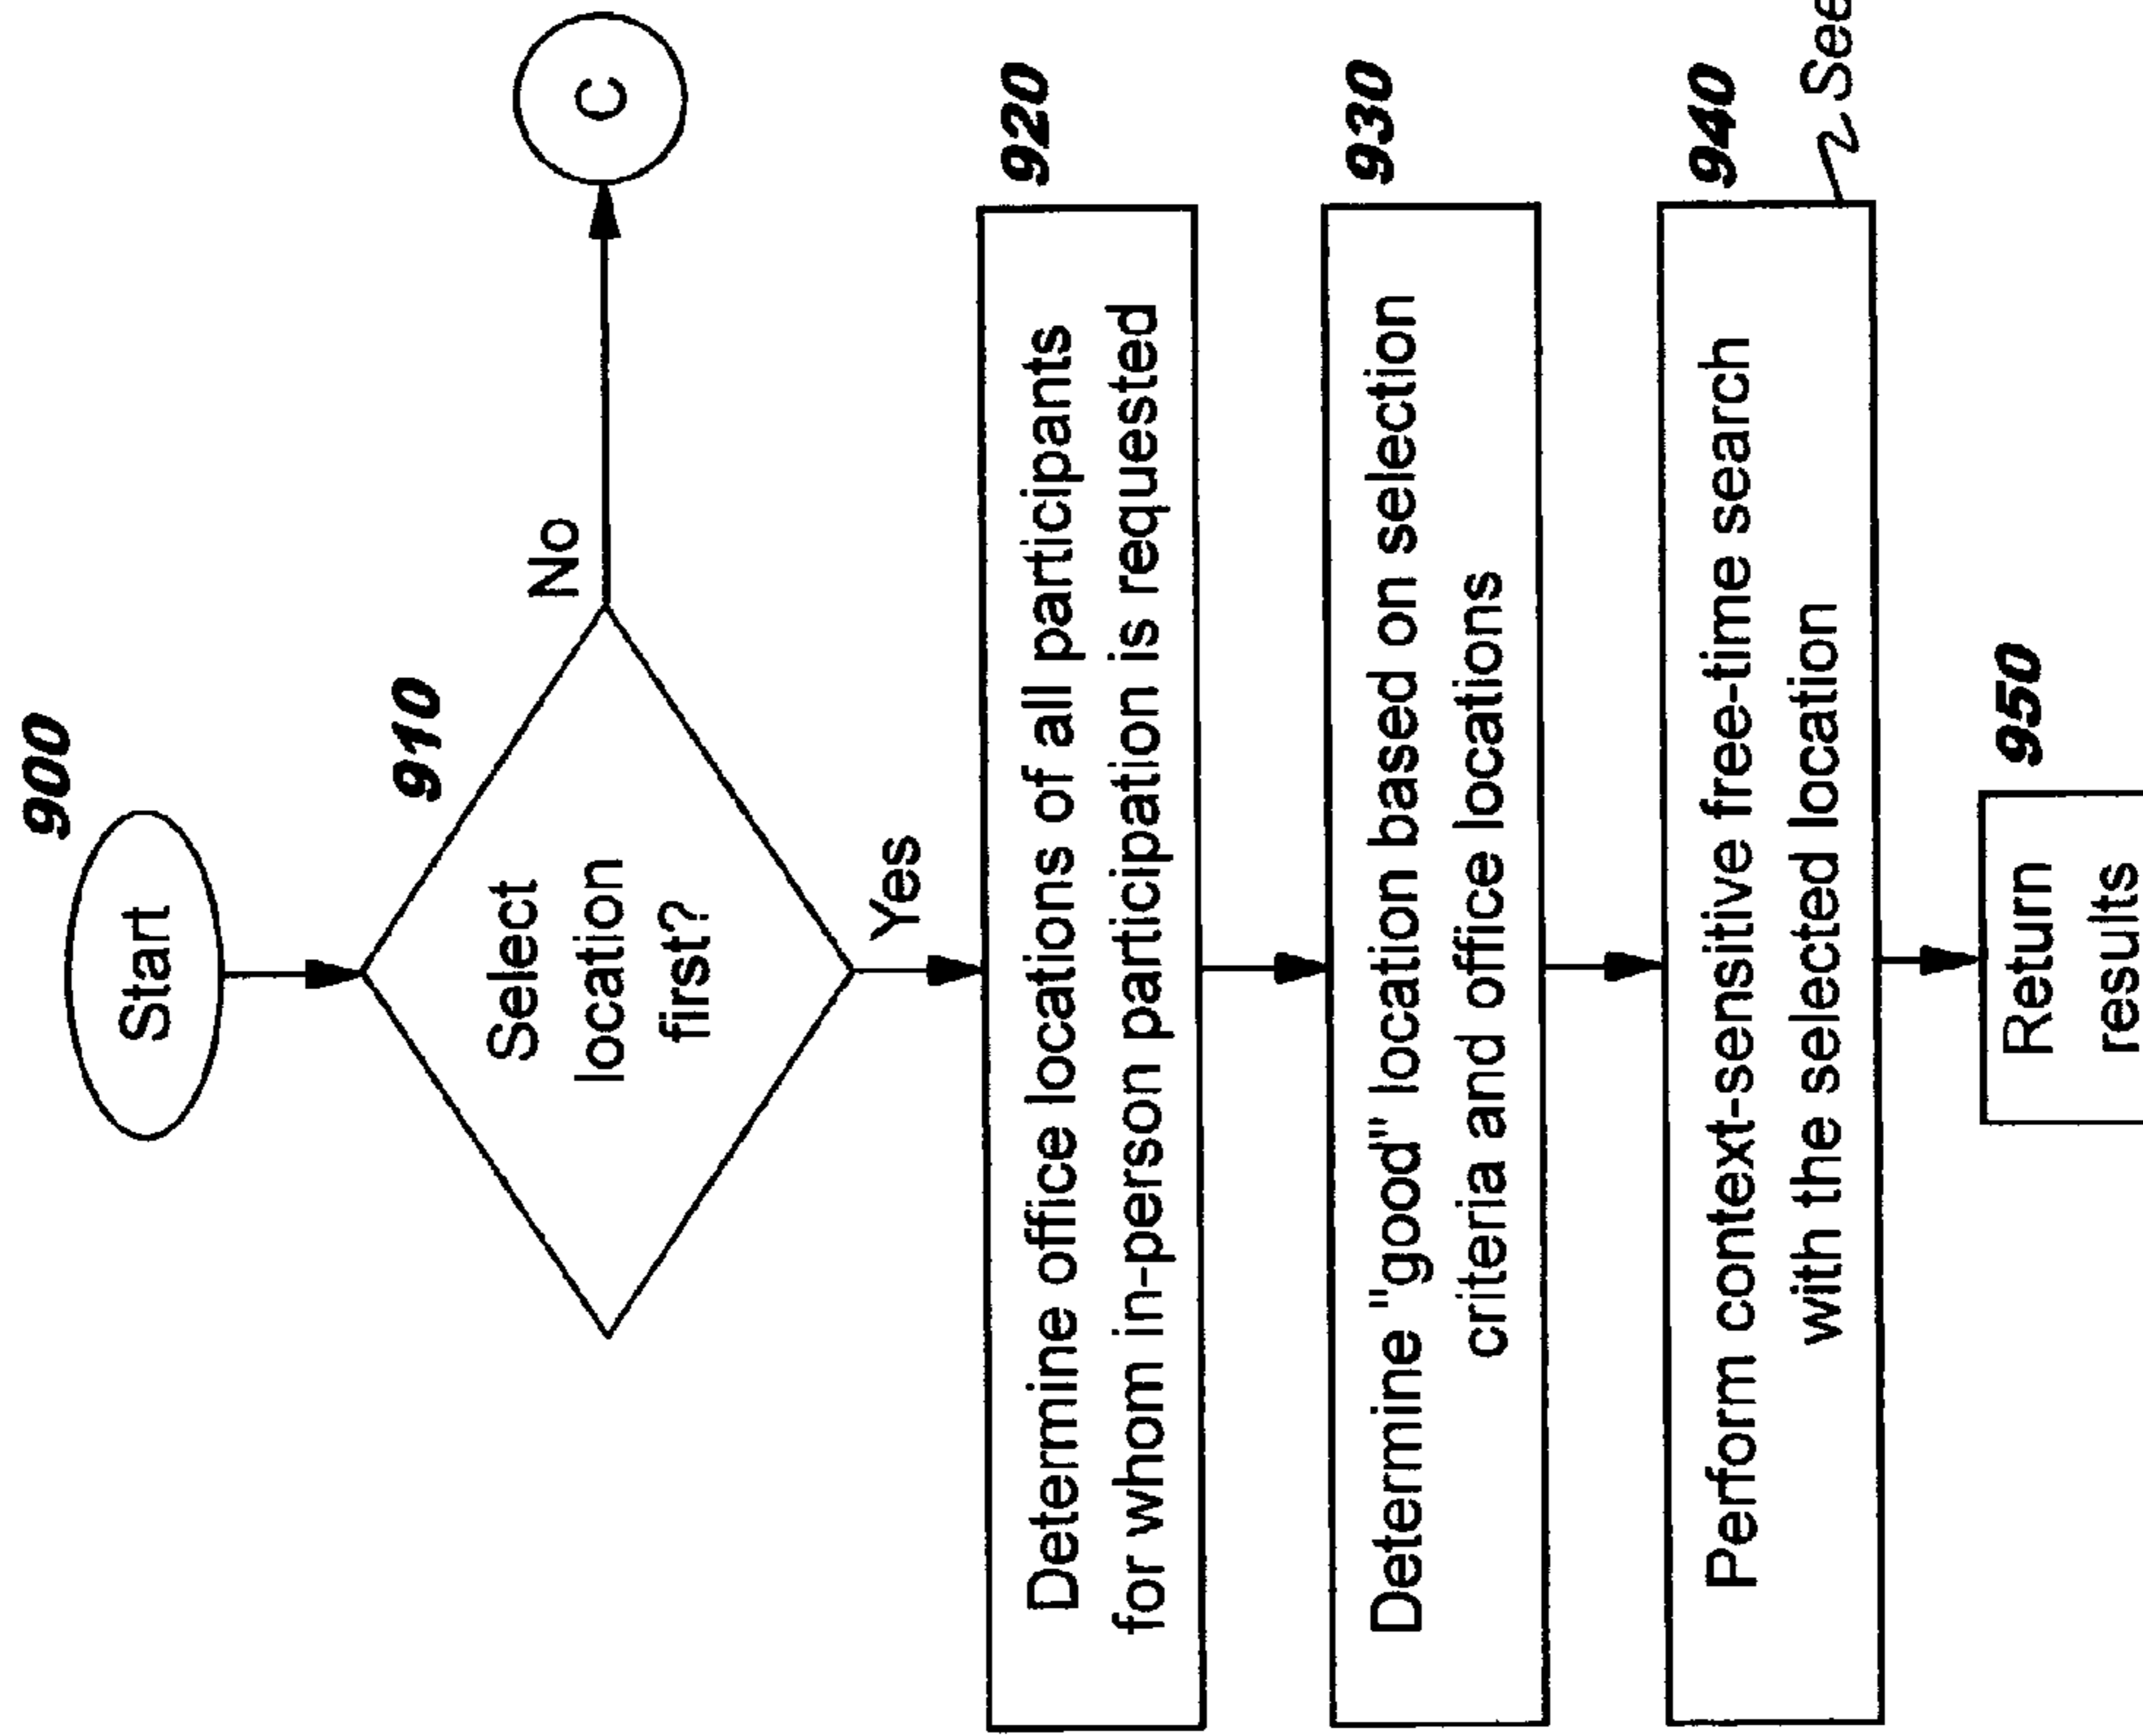 900
Start
910
Select
location
first?
No
C
Yes
920
Determine office locations of all participants
for whom in-person participation is requested
930
Determine "good" location based on selection
criteria and office locations
940
Perform context-sensitive free-time search
with the selected location
See
950
Return
results